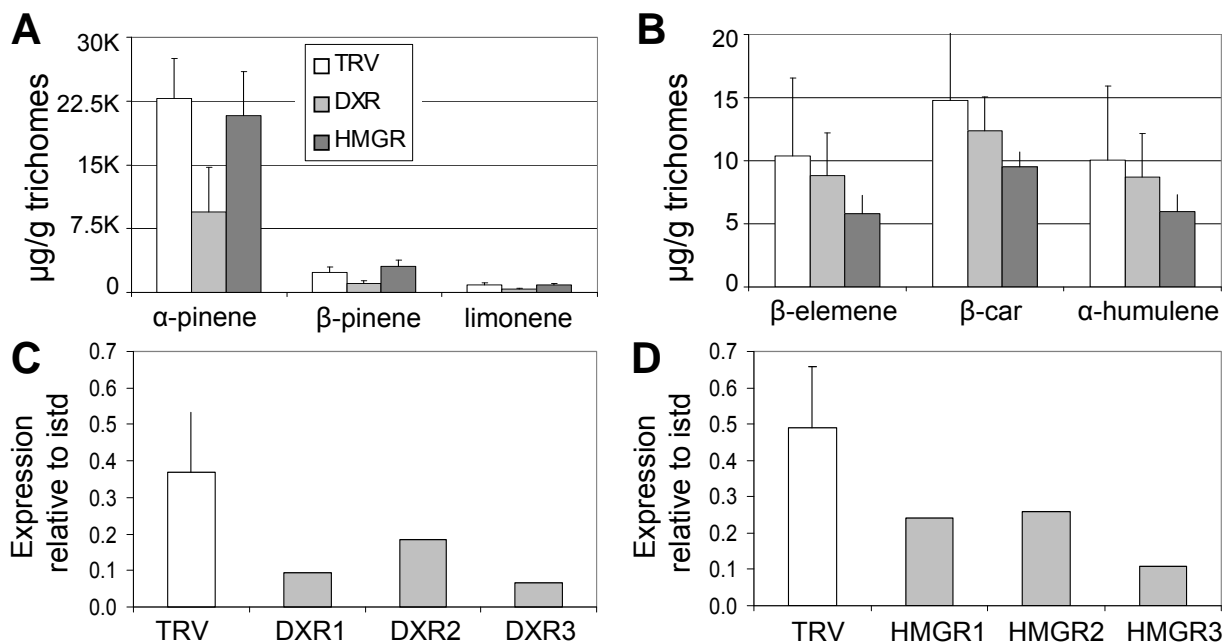 A
µg/g trichomes
30K
22.5K
15K
7.5K
0
TRV
DXR
HMGR
α-pinene β-pinene limonene
B
µg/g trichomes
20
15
10
5
0
β-elemene β-car α-humulene
C
Expression
relative to istd
0.7
0.6
0.5
0.4
0.3
0.2
0.1
0.0
TRV DXR1 DXR2 DXR3
D
Expression
relative to istd
0.7
0.6
0.5
0.4
0.3
0.2
0.1
0.0
TRV HMGR1 HMGR2 HMGR3